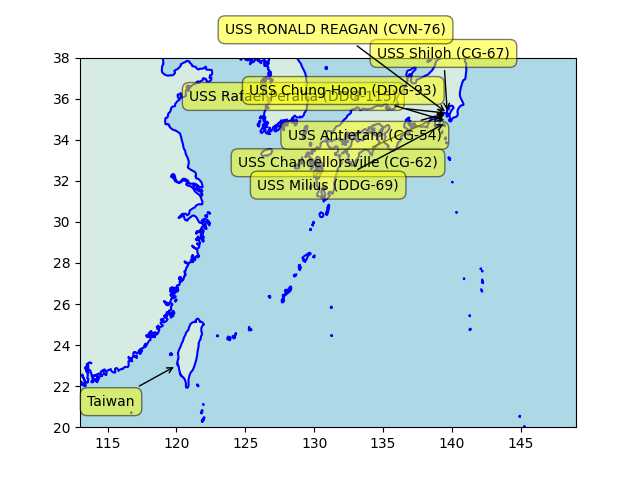 USS RONALD REAGAN (CVN-76)
USS Shiloh (CG-67)
USS Chung-Hoon (DDG-93)
USS Rafael Peralta (DDG-115)
USS Antietam (CG-54)
USS Chancellorsville (CG-62)
USS Milius (DDG-69)
Taiwan
38
36
34
32
30
28
26
24
22
20
115 120 125 130 135 140 145